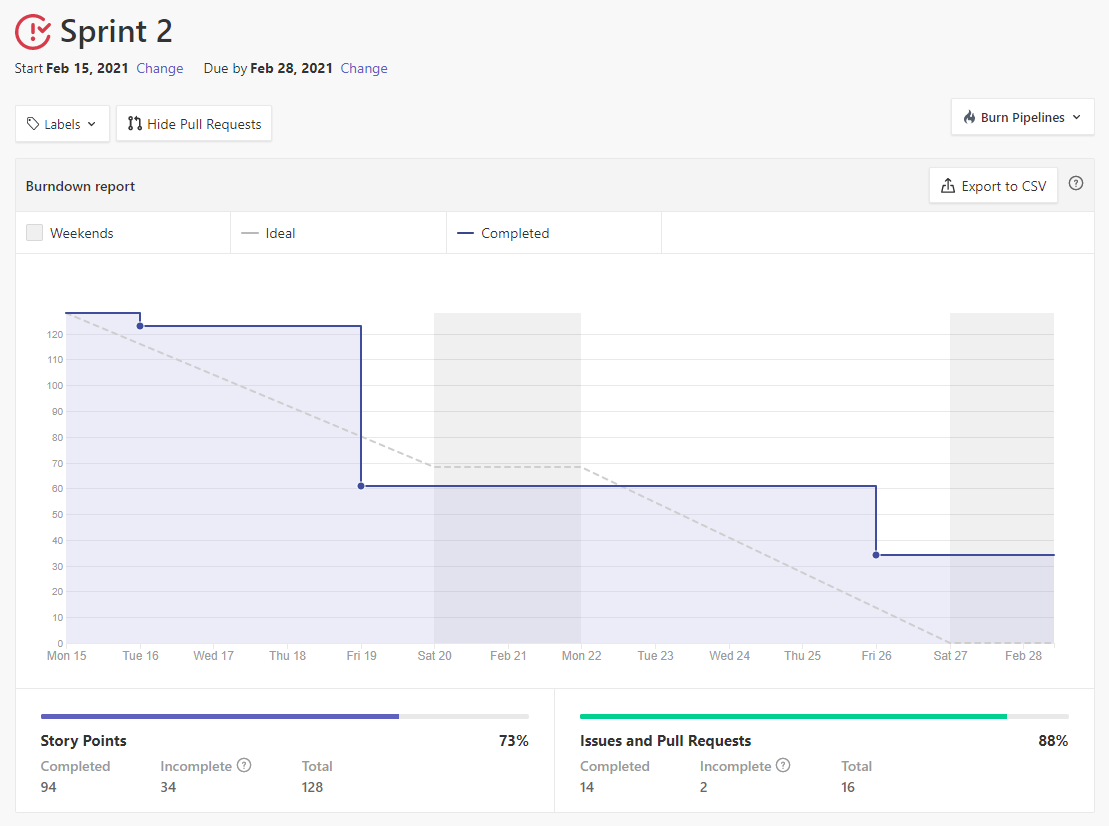 Sprint 2
Start Feb 15, 2021 Change Due by Feb 28, 2021 Change
Labels Hide Pull Requests Burn Pipelines
Burndown report Export to CSV ?
Weekends Ideal Completed
120
110
100
90
80
70
60
50
40
30
20
10
0
Mon 15 Tue 16 Wed 17 Thu 18 Fri 19 Sat 20 Feb 21 Mon 22 Tue 23 Wed 24 Thu 25 Fri 26 Sat 27 Feb 28
Story Points 73% Issues and Pull Requests 88%
Completed Incomplete ? Total Completed Incomplete ? Total
94 34 128 14 2 16